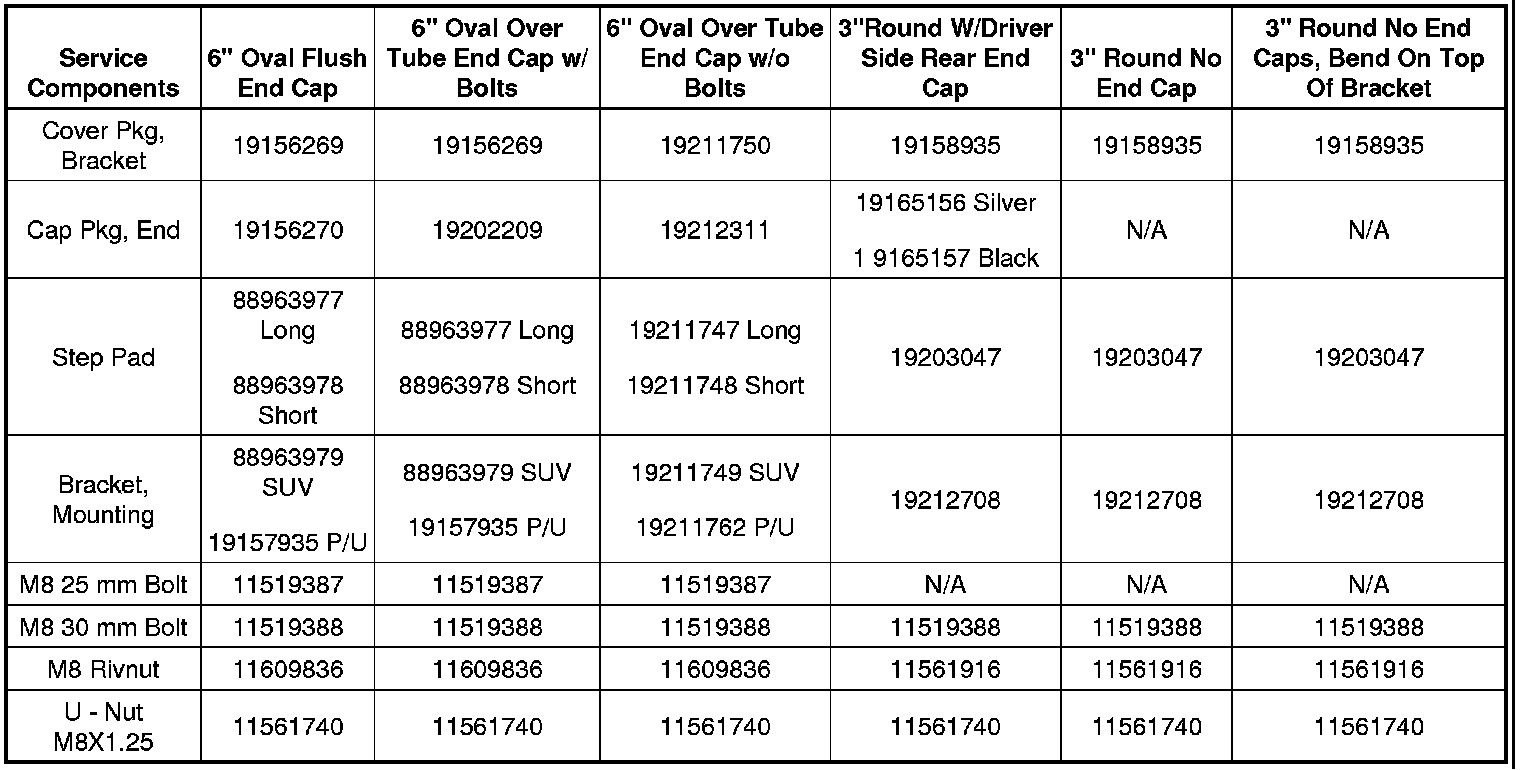 Service Components
6" Oval Flush End Cap
6" Oval Over Tube End Cap w/ Bolts
6" Oval Over Tube End Cap w/o Bolts
3"Round W/Driver Side Rear End Cap
3" Round No End Cap
3" Round No End Caps, Bend On Top Of Bracket
Cover Pkg, Bracket
19156269
19156269
19211750
19158935
19158935
19158935
Cap Pkg, End
19156270
19202209
19212311
19165156 Silver
1 9165157 Black
N/A
N/A
Step Pad
88963977 Long
88963978 Short
88963977 Long
88963978 Short
19211747 Long
19211748 Short
19203047
19203047
19203047
Bracket, Mounting
88963979 SUV
19157935 P/U
88963979 SUV
19157935 P/U
19211749 SUV
19211762 P/U
19212708
19212708
19212708
M8 25 mm Bolt
11519387
11519387
11519387
N/A
N/A
N/A
M8 30 mm Bolt
11519388
11519388
11519388
11519388
11519388
11519388
M8 Rivnut
11609836
11609836
11609836
11561916
11561916
11561916
U - Nut M8X1.25
11561740
11561740
11561740
11561740
11561740
11561740